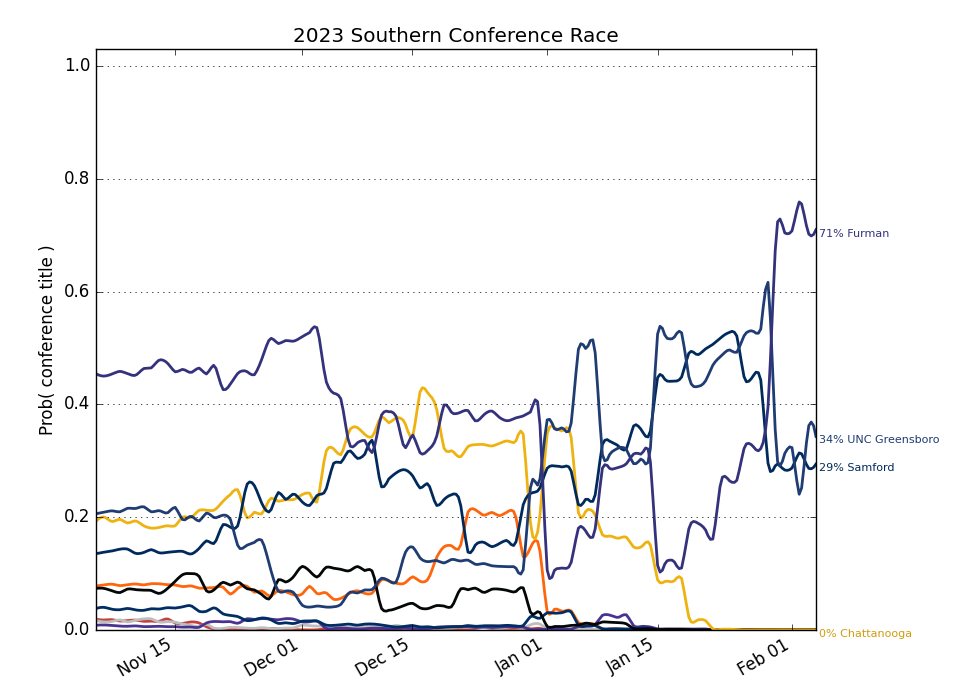 2023 Southern Conference Race
Prob( conference title )
1.0
0.8
0.6
0.4
0.2
0.0
71% Furman
34% UNC Greensboro
29% Samford
0% Chattanooga
Nov 15
Dec 01
Dec 15
Jan 01
Jan 15
Feb 01